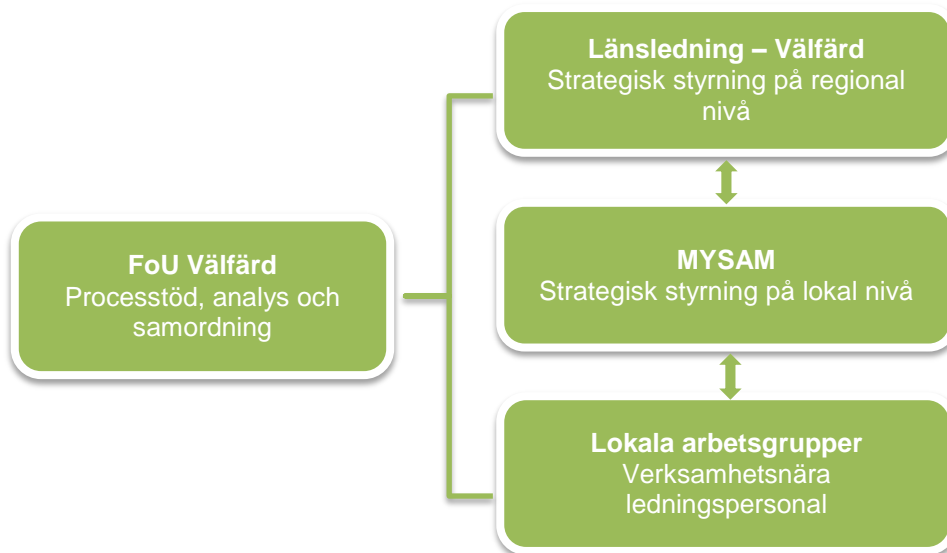 Länsledning – Välfärd
Strategisk styrning på regional
nivå
FoU Välfärd
Processtöd, analys och
samordning
MYSAM
Strategisk styrning på lokal nivå
Lokala arbetsgrupper
Verksamhetsnära
ledningspersonal